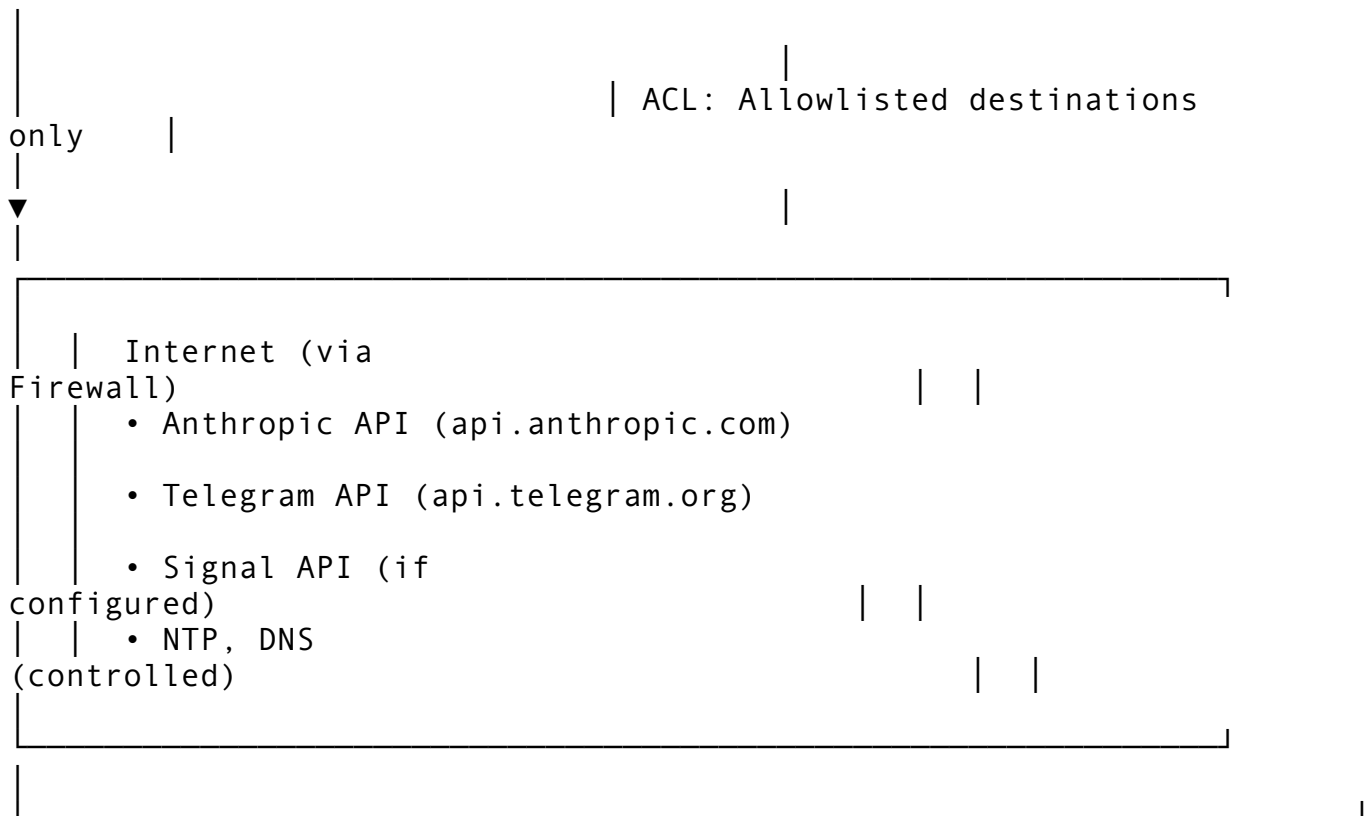 ACL: Allowlisted destinations
only
▼
Internet (via
Firewall)
• Anthropic API (api.anthropic.com)
• Telegram API (api.telegram.org)
• Signal API (if
configured)
• NTP, DNS
(controlled)